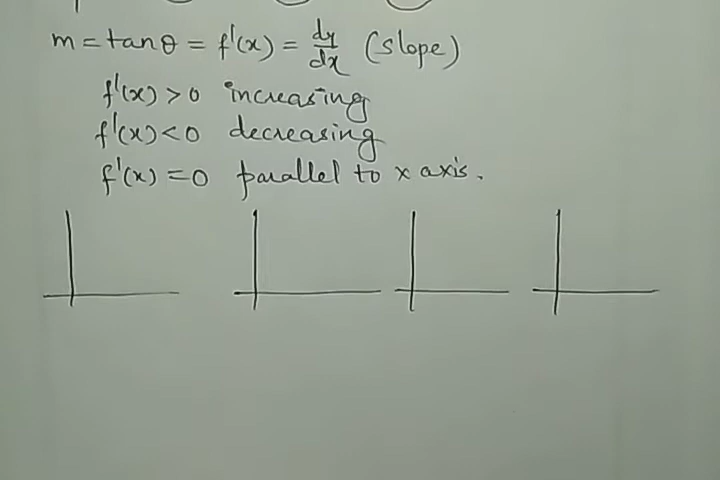 m = tanθ = f'(x) = dy/dx (slope)
f'(x) > 0 increasing
f'(x) < 0 decreasing
f'(x) = 0 parallel to x axis.